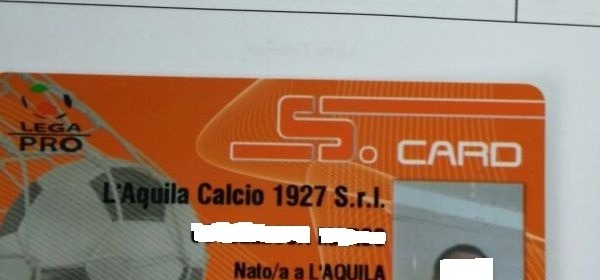 LEGA
PRO
S. CARD
L'Aquila Calcio 1927 S.r.l.
Nato/a a L'AQUILA